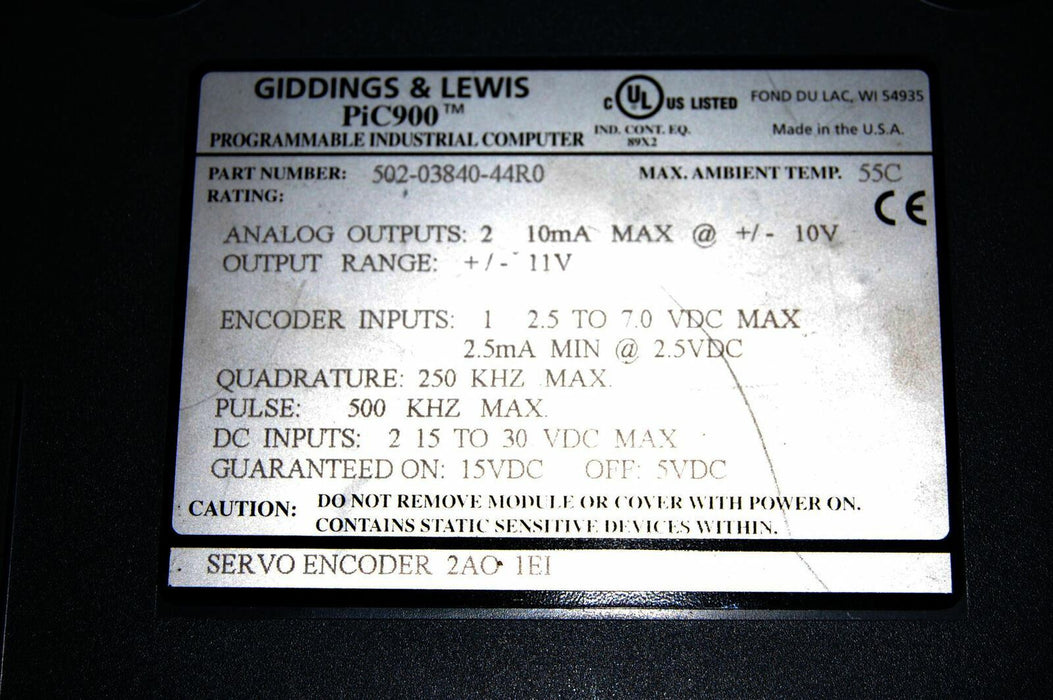 GIDDINGS & LEWIS
PiC900™
PROGRAMMABLE INDUSTRIAL COMPUTER
C UL US LISTED
IND. CONT. EQ.
89X2
FOND DU LAC, WI 54935
Made in the U.S.A.
PART NUMBER: 502-03840-44R0 MAX. AMBIENT TEMP. 55C
RATING:
CE
ANALOG OUTPUTS: 2 10mA MAX @ +/- 10V
OUTPUT RANGE: +/- 11V
ENCODER INPUTS: 1 2.5 TO 7.0 VDC MAX
2.5mA MIN @ 2.5VDC
QUADRATURE: 250 KHZ MAX.
PULSE: 500 KHZ MAX.
DC INPUTS: 2 15 TO 30 VDC MAX
GUARANTEED ON: 15VDC OFF: 5VDC
CAUTION: DO NOT REMOVE MODULE OR COVER WITH POWER ON.
CONTAINS STATIC SENSITIVE DEVICES WITHIN.
SERVO ENCODER 2AO 1EI